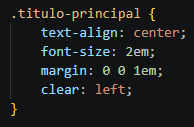 .titulo-principal {
    text-align: center;
    font-size: 2em;
    margin: 0 0 1em;
    clear: left;
}